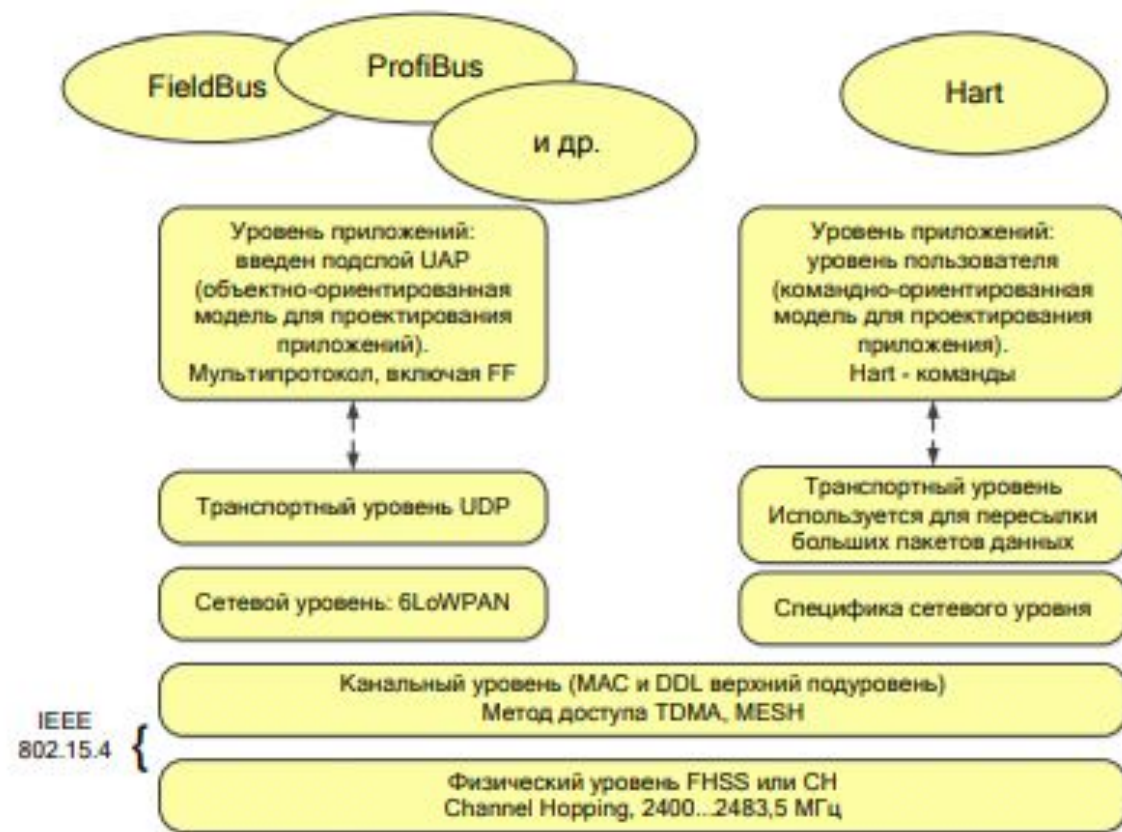 FieldBus
ProfiBus
и др.
Hart
Уровень приложений:
введен подслой UAP
(объектно-ориентированная
модель для проектирования
приложений).
Мультипротокол, включая FF
Уровень приложений:
уровень пользователя
(командно-ориентированная
модель для проектирования
приложения).
Hart - команды
Транспортный уровень UDP
Транспортный уровень
Используется для пересылки
больших пакетов данных
Сетевой уровень: 6LoWPAN
Специфика сетевого уровня
IEEE
802.15.4
Канальный уровень (MAC и DDL верхний подуровень)
Метод доступа TDMA, MESH
Физический уровень FHSS или CH
Channel Hopping, 2400...2483,5 МГц